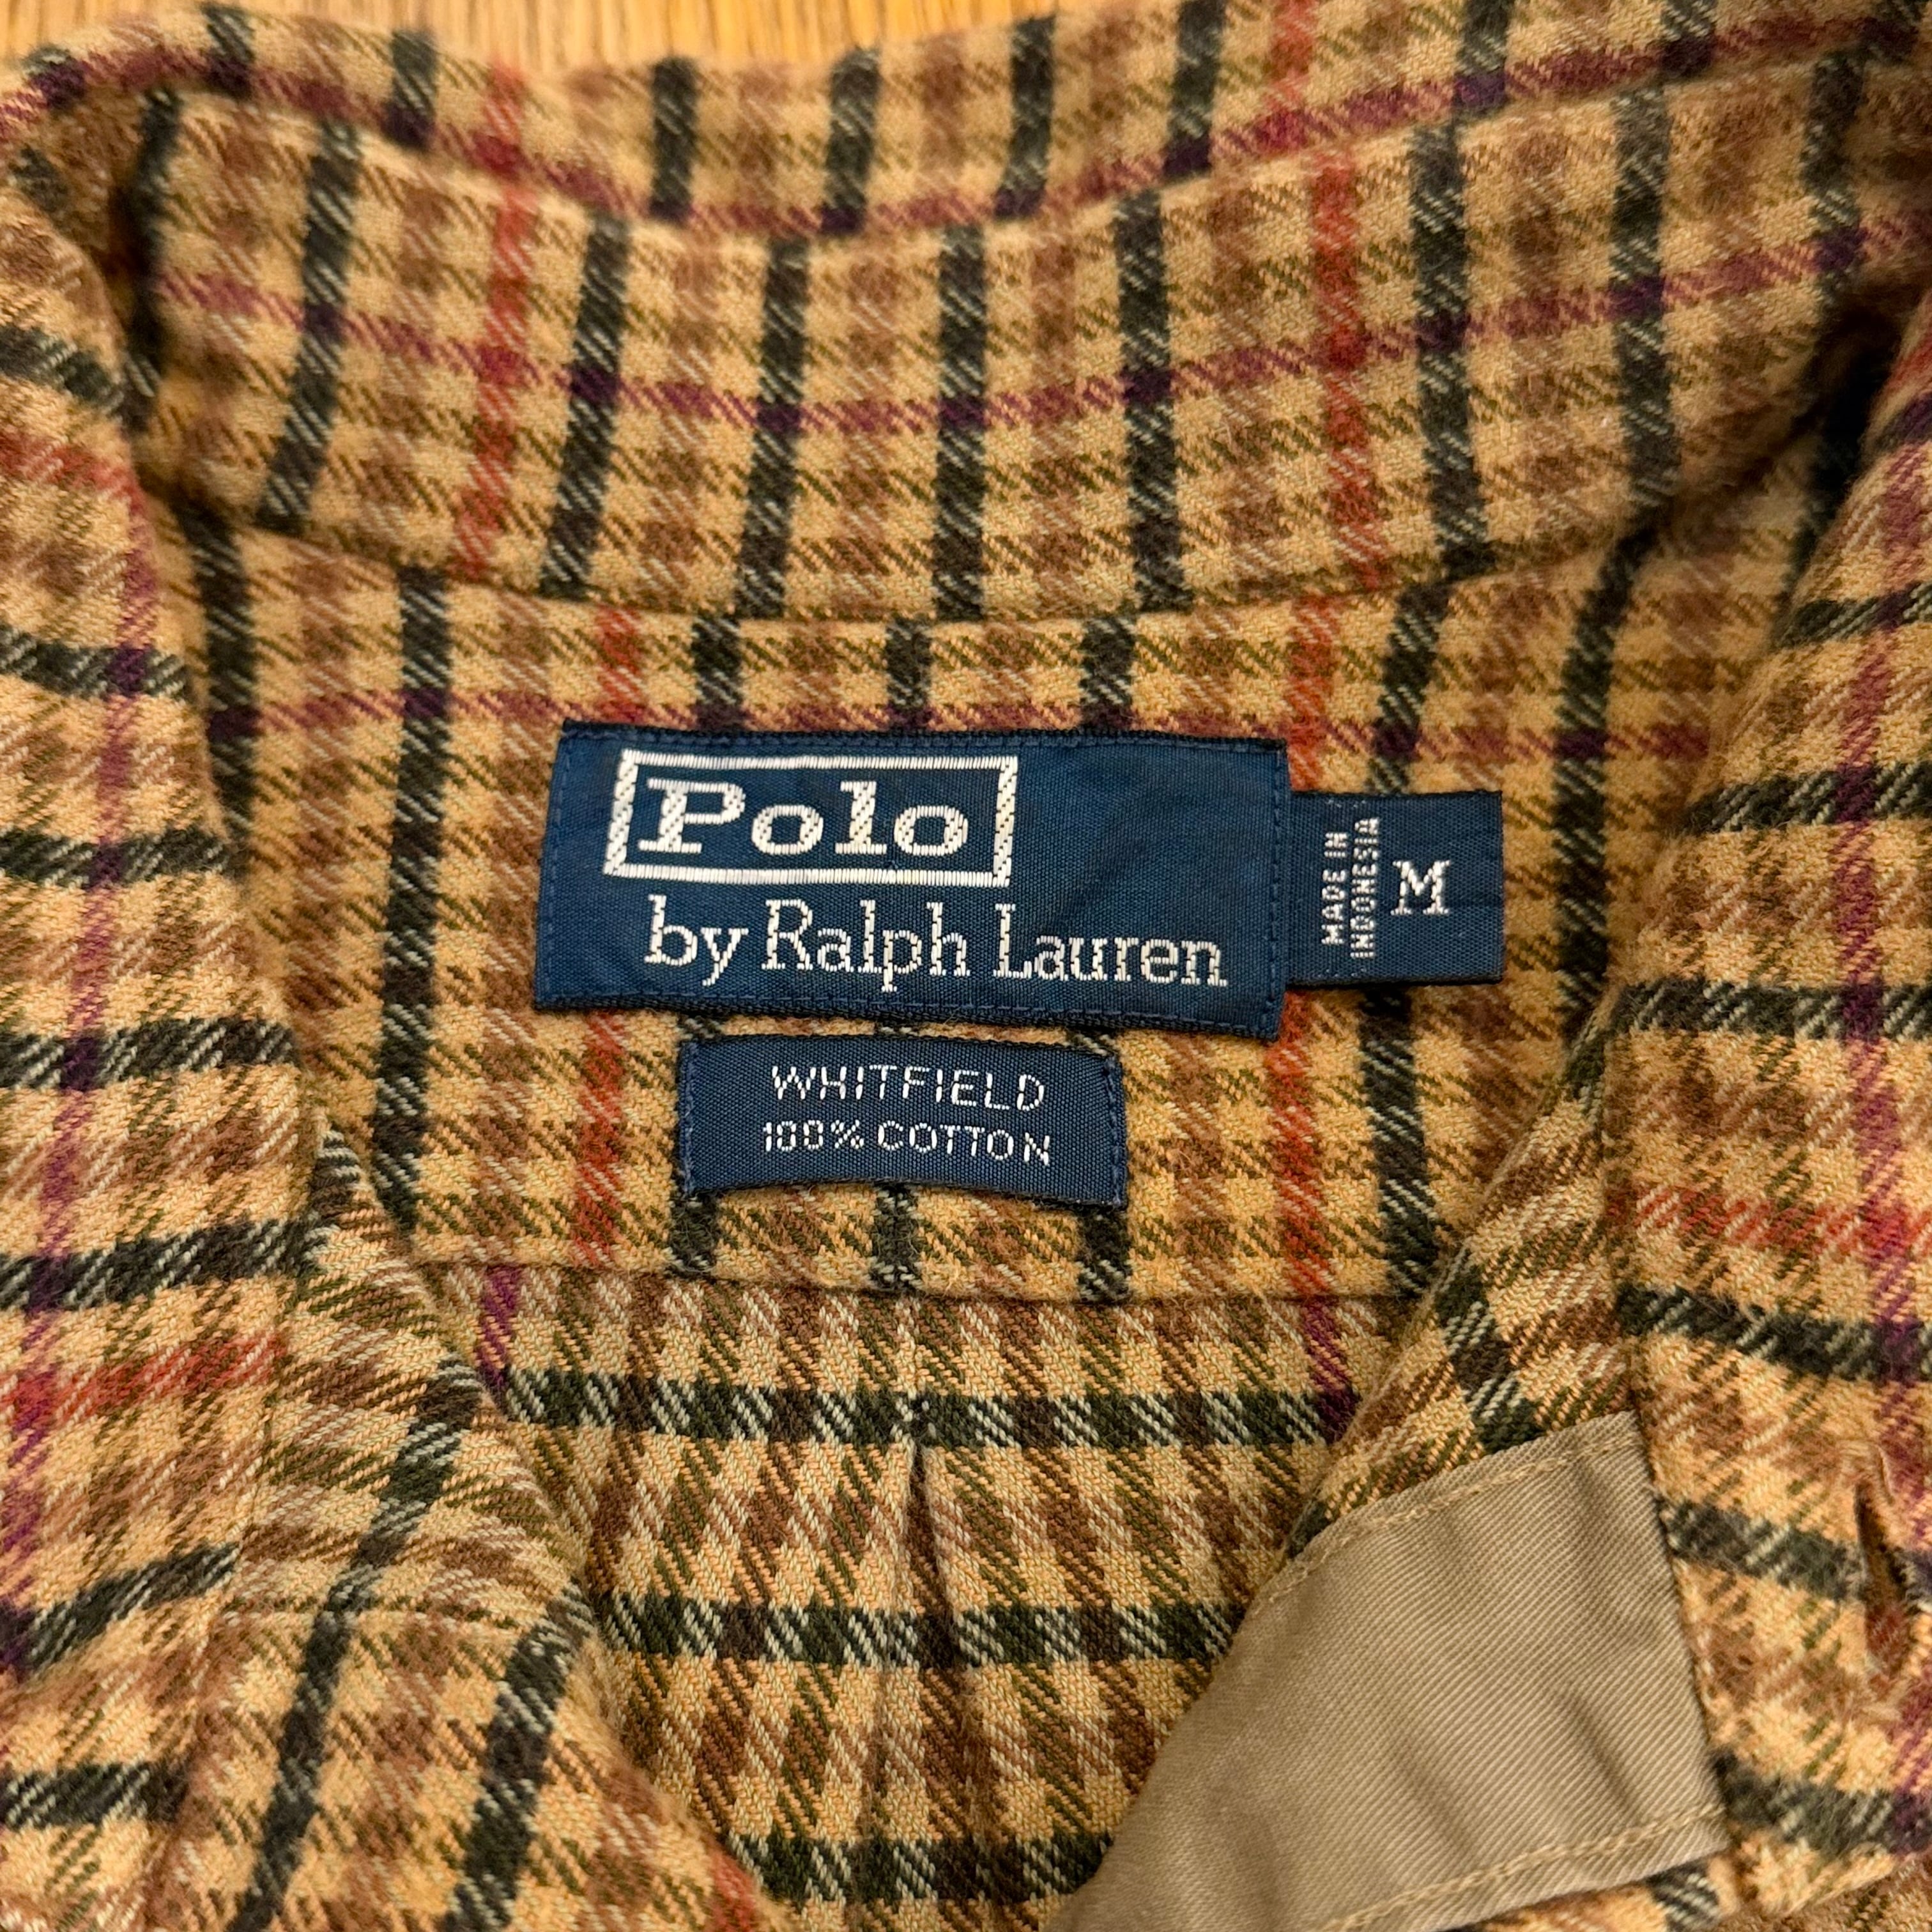 Polo
by Ralph Lauren
MADE IN
INDONESIA
M
WHITFIELD
100% COTTON